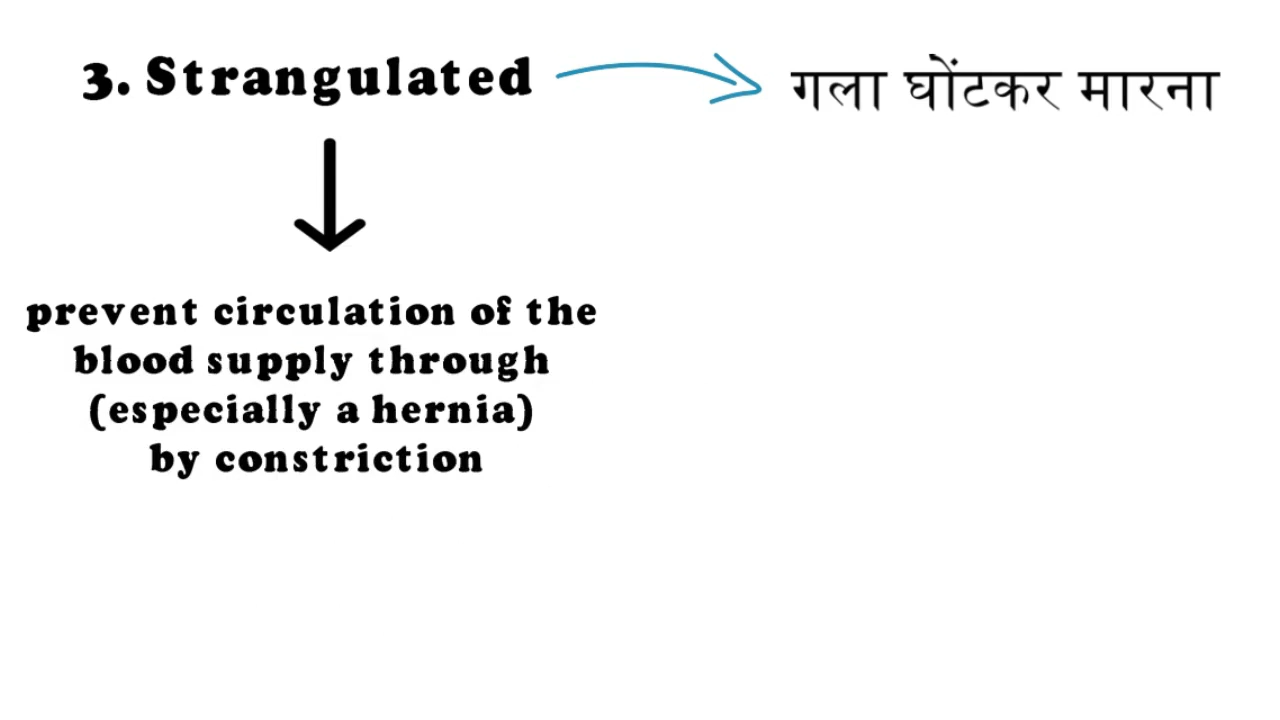 3. Strangulated
गला घोंटकर मारना
prevent circulation of the
blood supply through
(especially a hernia)
by constriction